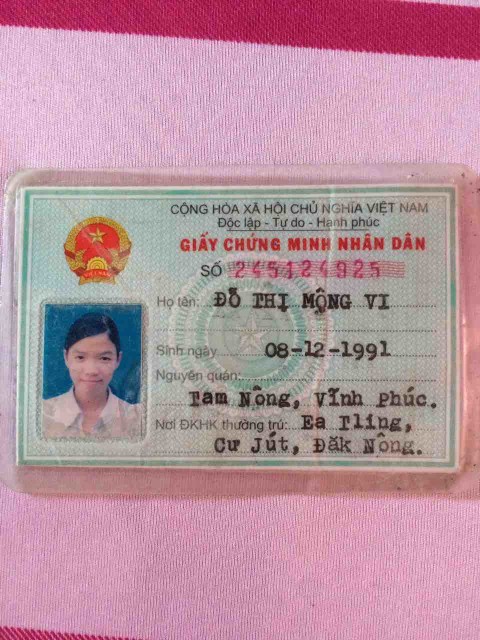 CỘNG HÒA XÃ HỘI CHỦ NGHĨA VIỆT NAM
Độc lập - Tự do - Hạnh phúc
GIẤY CHỨNG MINH NHÂN DÂN
SỐ 245124925
Họ tên: ĐỖ THỊ MỘNG VI
Sinh ngày 08-12-1991
Nguyên quán:
Tam Nông, Vĩnh Phúc.
Nơi ĐKHK thường trú: Ea Tling,
Cư Jút, Đăk Nông.
VIỆT NAM